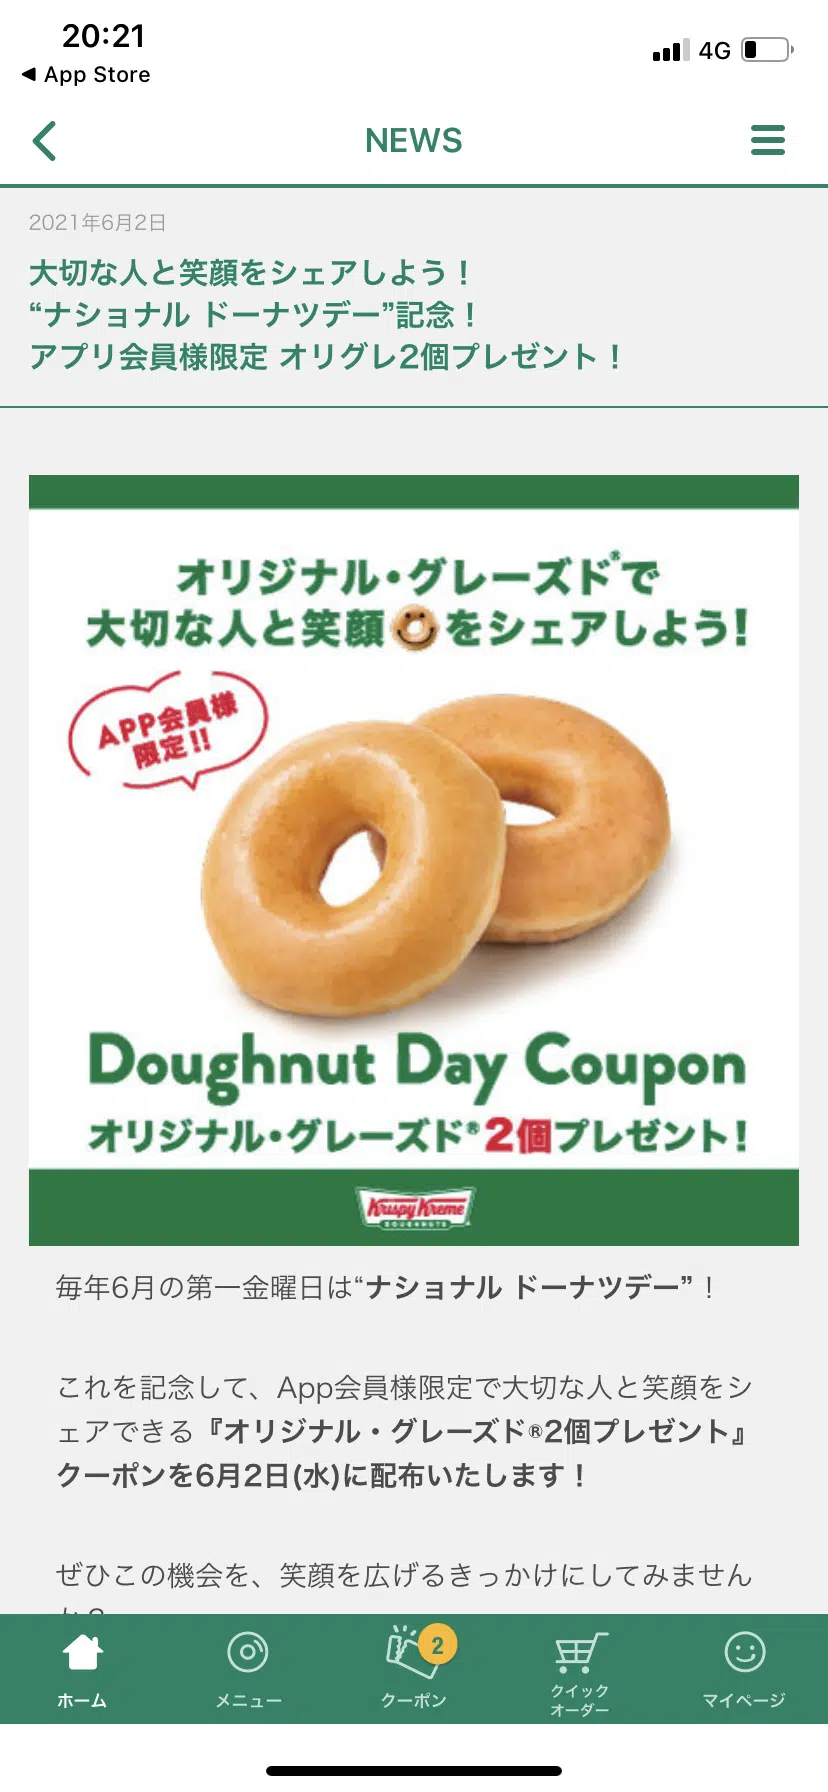 20:21
4G
◀ App Store
NEWS
2021年6月2日
大切な人と笑顔をシェアしよう！
“ナショナル ドーナツデー”記念！
アプリ会員様限定 オリグレ2個プレゼント！
オリジナル・グレーズド®で
大切な人と笑顔をシェアしよう!
APP会員様
限定!!
Doughnut Day Coupon
オリジナル・グレーズド®2個プレゼント!
Krispy Kreme
DOUGHNUTS
毎年6月の第一金曜日は“ナショナル ドーナツデー”！
これを記念して、App会員様限定で大切な人と笑顔をシ
ェアできる『オリジナル・グレーズド®2個プレゼント』
クーポンを6月2日(水)に配布いたします！
ぜひこの機会を、笑顔を広げるきっかけにしてみません
2
ホーム
メニュー
クーポン
クイック
オーダー
マイページ